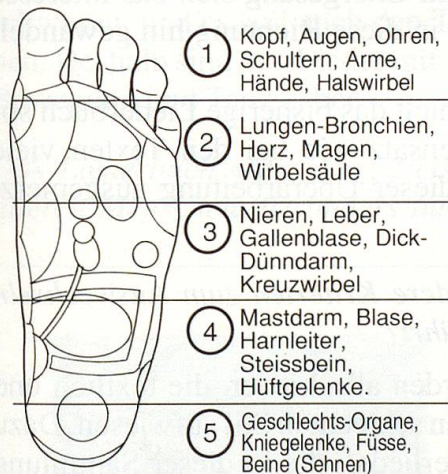 1
Kopf, Augen, Ohren,
Schultern, Arme,
Hände, Halswirbel
2
Lungen-Bronchien,
Herz, Magen,
Wirbelsäule
3
Nieren, Leber,
Gallenblase, Dick-
Dünndarm,
Kreuzwirbel
4
Mastdarm, Blase,
Harnleiter,
Steissbein,
Hüftgelenke.
5
Geschlechts-Organe,
Kniegelenke, Füsse,
Beine (Sehnen)